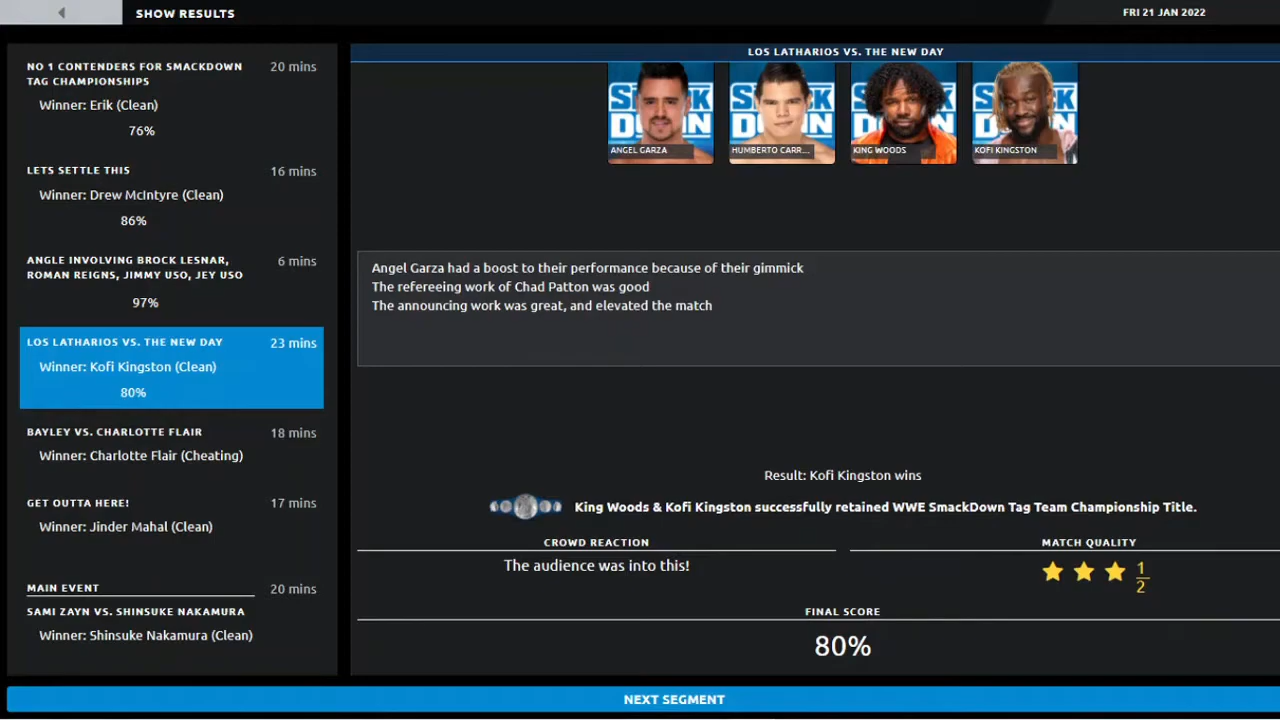 SHOW RESULTS
FRI 21 JAN 2022
NO 1 CONTENDERS FOR SMACKDOWN
TAG CHAMPIONSHIPS
20 mins
Winner: Erik (Clean)
76%
LETS SETTLE THIS
16 mins
Winner: Drew McIntyre (Clean)
86%
ANGLE INVOLVING BROCK LESNAR,
ROMAN REIGNS, JIMMY USO, JEY USO
6 mins
97%
LOS LATHARIOS VS. THE NEW DAY
23 mins
Winner: Kofi Kingston (Clean)
80%
BAYLEY VS. CHARLOTTE FLAIR
18 mins
Winner: Charlotte Flair (Cheating)
GET OUTTA HERE!
17 mins
Winner: Jinder Mahal (Clean)
MAIN EVENT
20 mins
SAMI ZAYN VS. SHINSUKE NAKAMURA
Winner: Shinsuke Nakamura (Clean)
LOS LATHARIOS VS. THE NEW DAY
ANGEL GARZA
HUMBERTO CARR...
KING WOODS
KOFI KINGSTON
Angel Garza had a boost to their performance because of their gimmick
The refereeing work of Chad Patton was good
The announcing work was great, and elevated the match
Result: Kofi Kingston wins
King Woods & Kofi Kingston successfully retained WWE SmackDown Tag Team Championship Title.
CROWD REACTION
The audience was into this!
MATCH QUALITY
1
2
FINAL SCORE
80%
NEXT SEGMENT